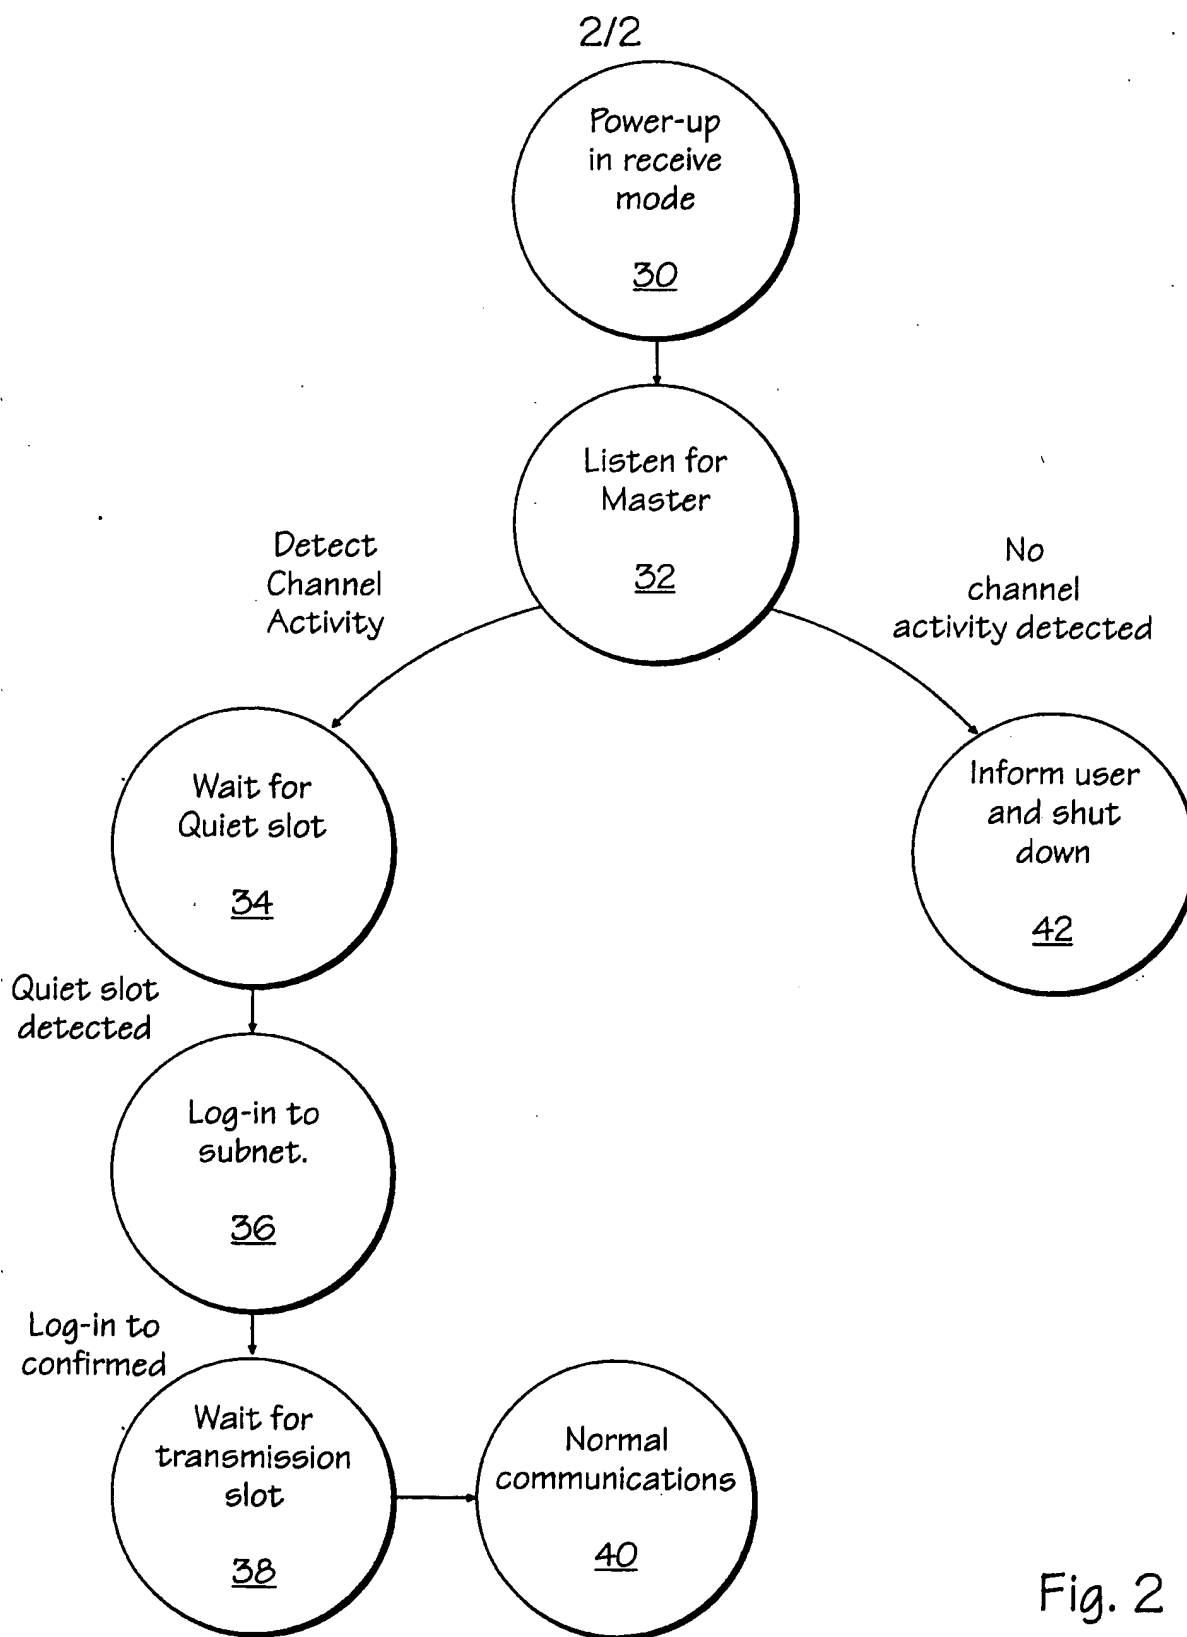 2/2
Power-up
in receive
mode
30
Listen for
Master
32
Detect
Channel
Activity
No
channel
activity detected
Wait for
Quiet slot
34
Inform user
and shut
down
42
Quiet slot
detected
Log-in to
subnet.
36
Log-in to
confirmed
Wait for
transmission
slot
38
Normal
communications
40
Fig. 2